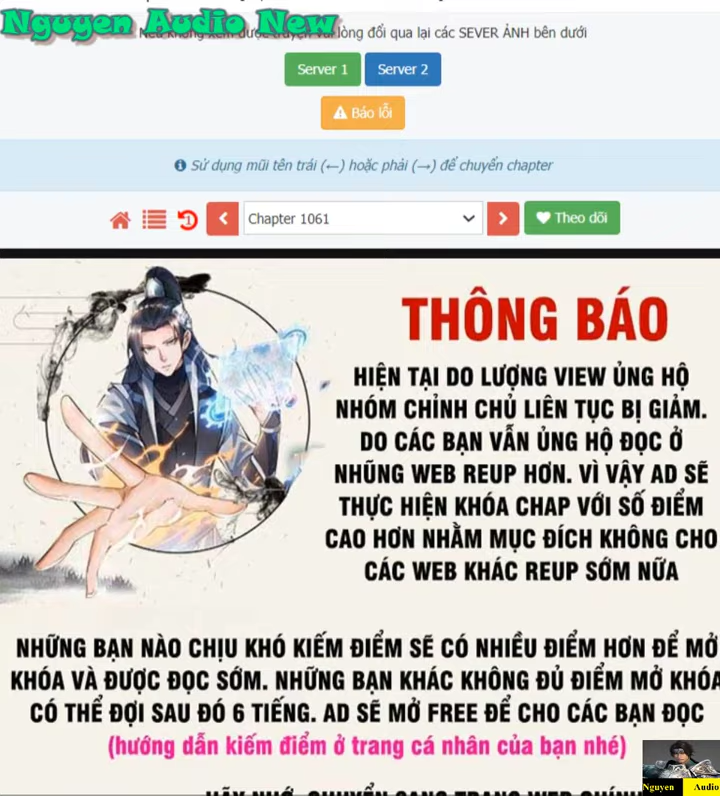 Nguyen Audio New
lòng đổi qua lại các SEVER ẢNH bên dưới
Server 1 Server 2
Báo lỗi
Sử dụng mũi tên trái (←) hoặc phải (→) để chuyển chapter
1
Chapter 1061
Theo dõi
THÔNG BÁO
HIỆN TẠI DO LƯỢNG VIEW ỦNG HỘ
NHÓM CHỈNH CHỦ LIÊN TỤC BỊ GIẢM.
DO CÁC BẠN VẪN ỦNG HỘ ĐỌC Ở
NHŨNG WEB REUP HƠN. VÌ VẬY AD SẼ
THỰC HIỆN KHÓA CHAP VỚI SỐ ĐIỂM
CAO HƠN NHẰM MỤC ĐÍCH KHÔNG CHO
CÁC WEB KHÁC REUP SỚM NỮA
NHỮNG BẠN NÀO CHỊU KHÓ KIẾM ĐIỂM SẼ CÓ NHIỀU ĐIỂM HƠN ĐỂ MỞ
KHÓA VÀ ĐƯỢC ĐỌC SỚM. NHỮNG BẠN KHÁC KHÔNG ĐỦ ĐIỂM MỞ KHÓA
CÓ THỂ ĐỢI SAU ĐÓ 6 TIẾNG. AD SẼ MỞ FREE ĐỂ CHO CÁC BẠN ĐỌC
(hướng dẫn kiếm điểm ở trang cá nhân của bạn nhé)
Nguyen Audio